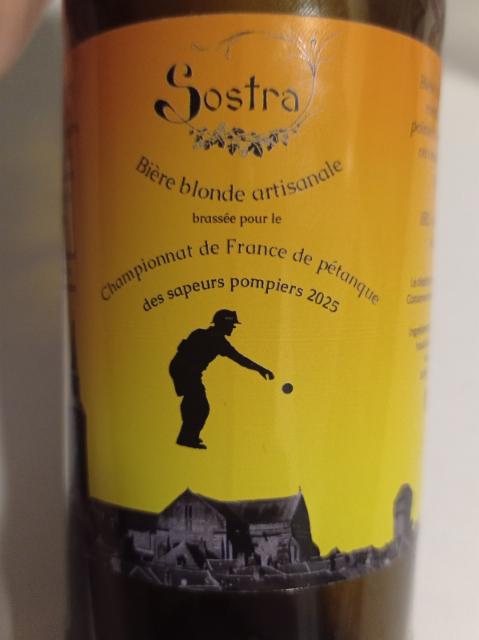 Sostra
Bière blonde artisanale
brassée pour le
Championnat de France de pétanque
des sapeurs pompiers 2025